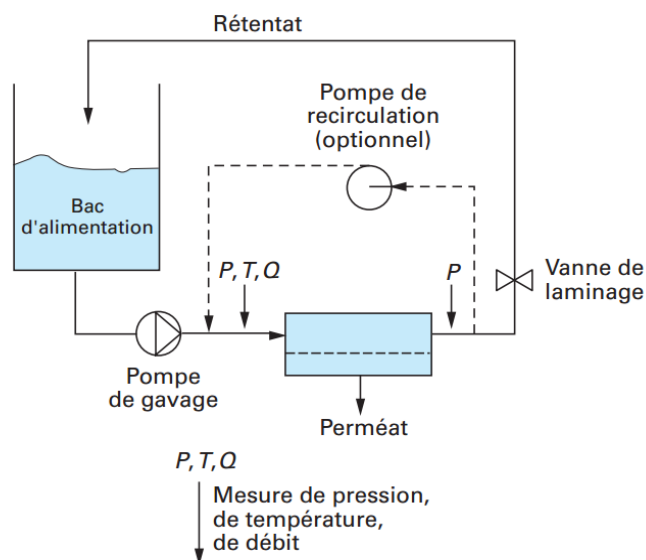 Rétentat
Pompe de
recirculation
(optionnel)
Bac
d'alimentation
P, T, Q
P
Vanne de
laminage
Pompe
de gavage
Perméat
P, T, Q
Mesure de pression,
de température,
de débit